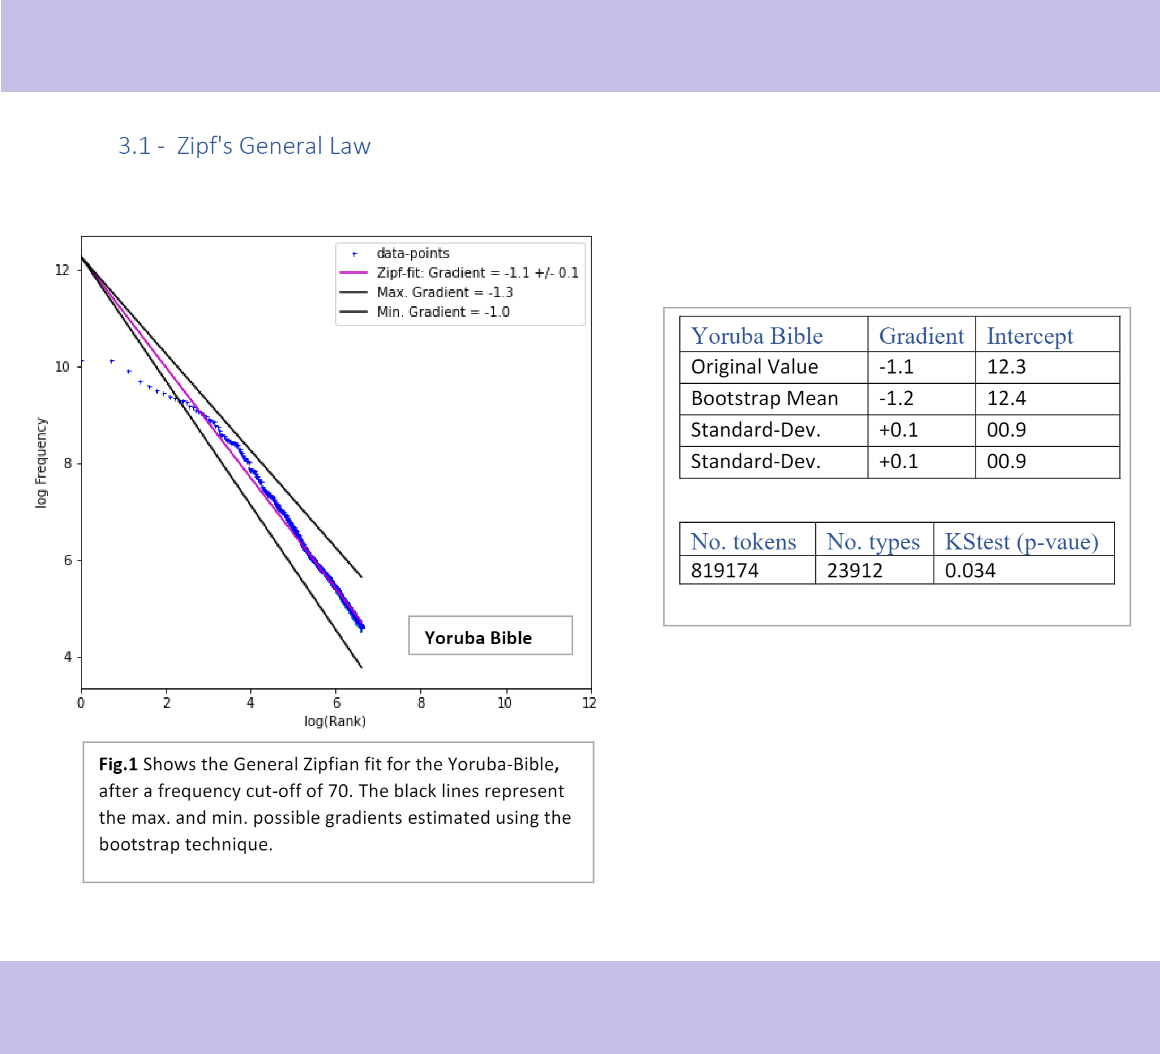 3.1 - Zipf's General Law
12
10
8
6
4
log Frequency
data-points
Zipf-fit: Gradient = -1.1 +/- 0.1
Max. Gradient = -1.3
Min. Gradient = -1.0
Yoruba Bible
0 2 4 6 8 10 12
log(Rank)
Fig.1 Shows the General Zipfian fit for the Yoruba-Bible,
after a frequency cut-off of 70. The black lines represent
the max. and min. possible gradients estimated using the
bootstrap technique.
Yoruba Bible Gradient Intercept
Original Value -1.1 12.3
Bootstrap Mean -1.2 12.4
Standard-Dev. +0.1 00.9
Standard-Dev. +0.1 00.9
No. tokens No. types KStest (p-vaue)
819174 23912 0.034